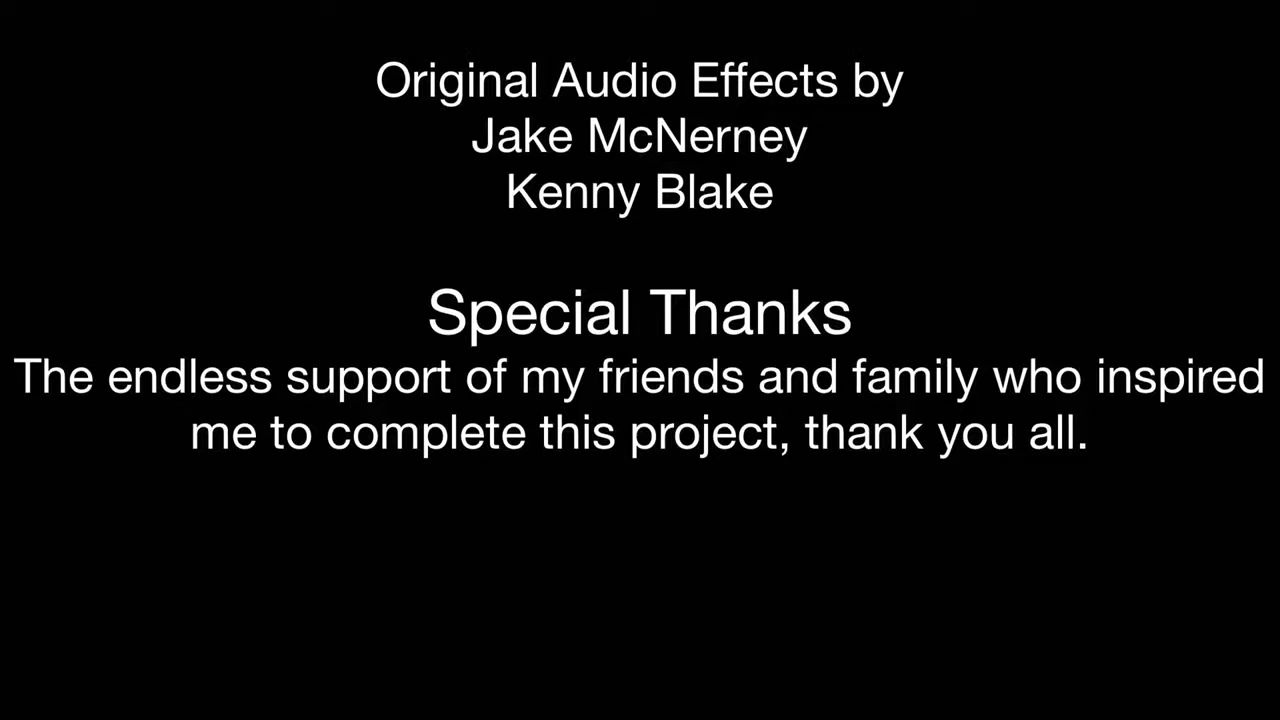 Original Audio Effects by
Jake McNerney
Kenny Blake
Special Thanks
The endless support of my friends and family who inspired
me to complete this project, thank you all.